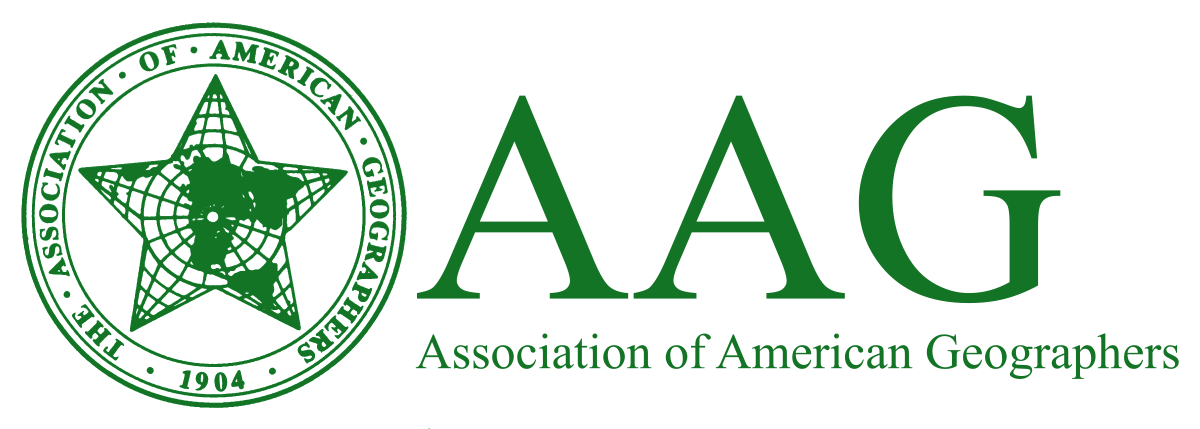 THE · ASSOCIATION · OF · AMERICAN · GEOGRAPHERS
· 1904 ·
AAG
Association of American Geographers